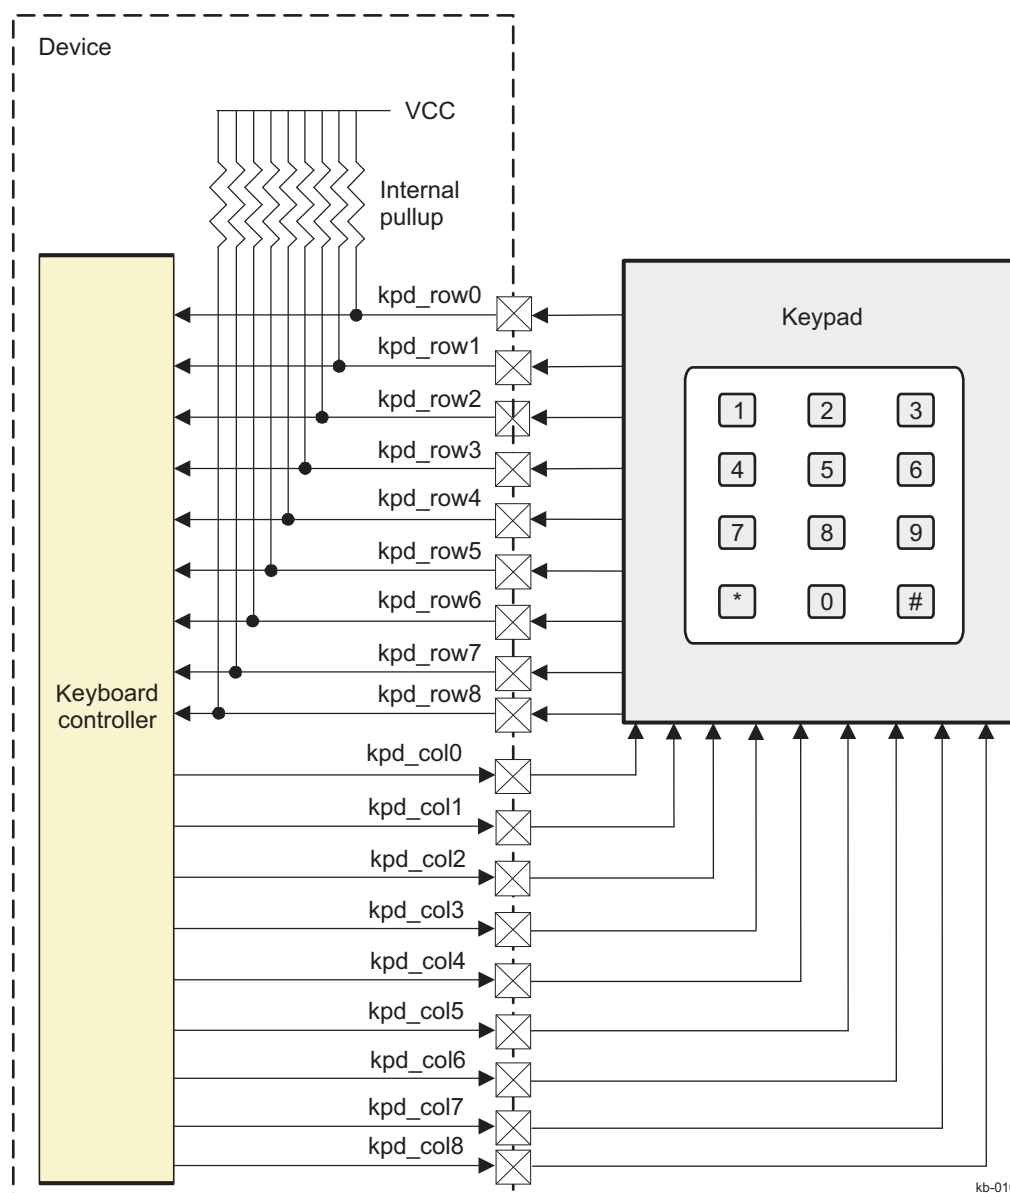 Device
VCC
Internal
pullup
kpd_row0
kpd_row1
kpd_row2
kpd_row3
kpd_row4
kpd_row5
kpd_row6
kpd_row7
kpd_row8
Keyboard
controller
kpd_col0
kpd_col1
kpd_col2
kpd_col3
kpd_col4
kpd_col5
kpd_col6
kpd_col7
kpd_col8
Keypad
1 2 3
4 5 6
7 8 9
* 0 #